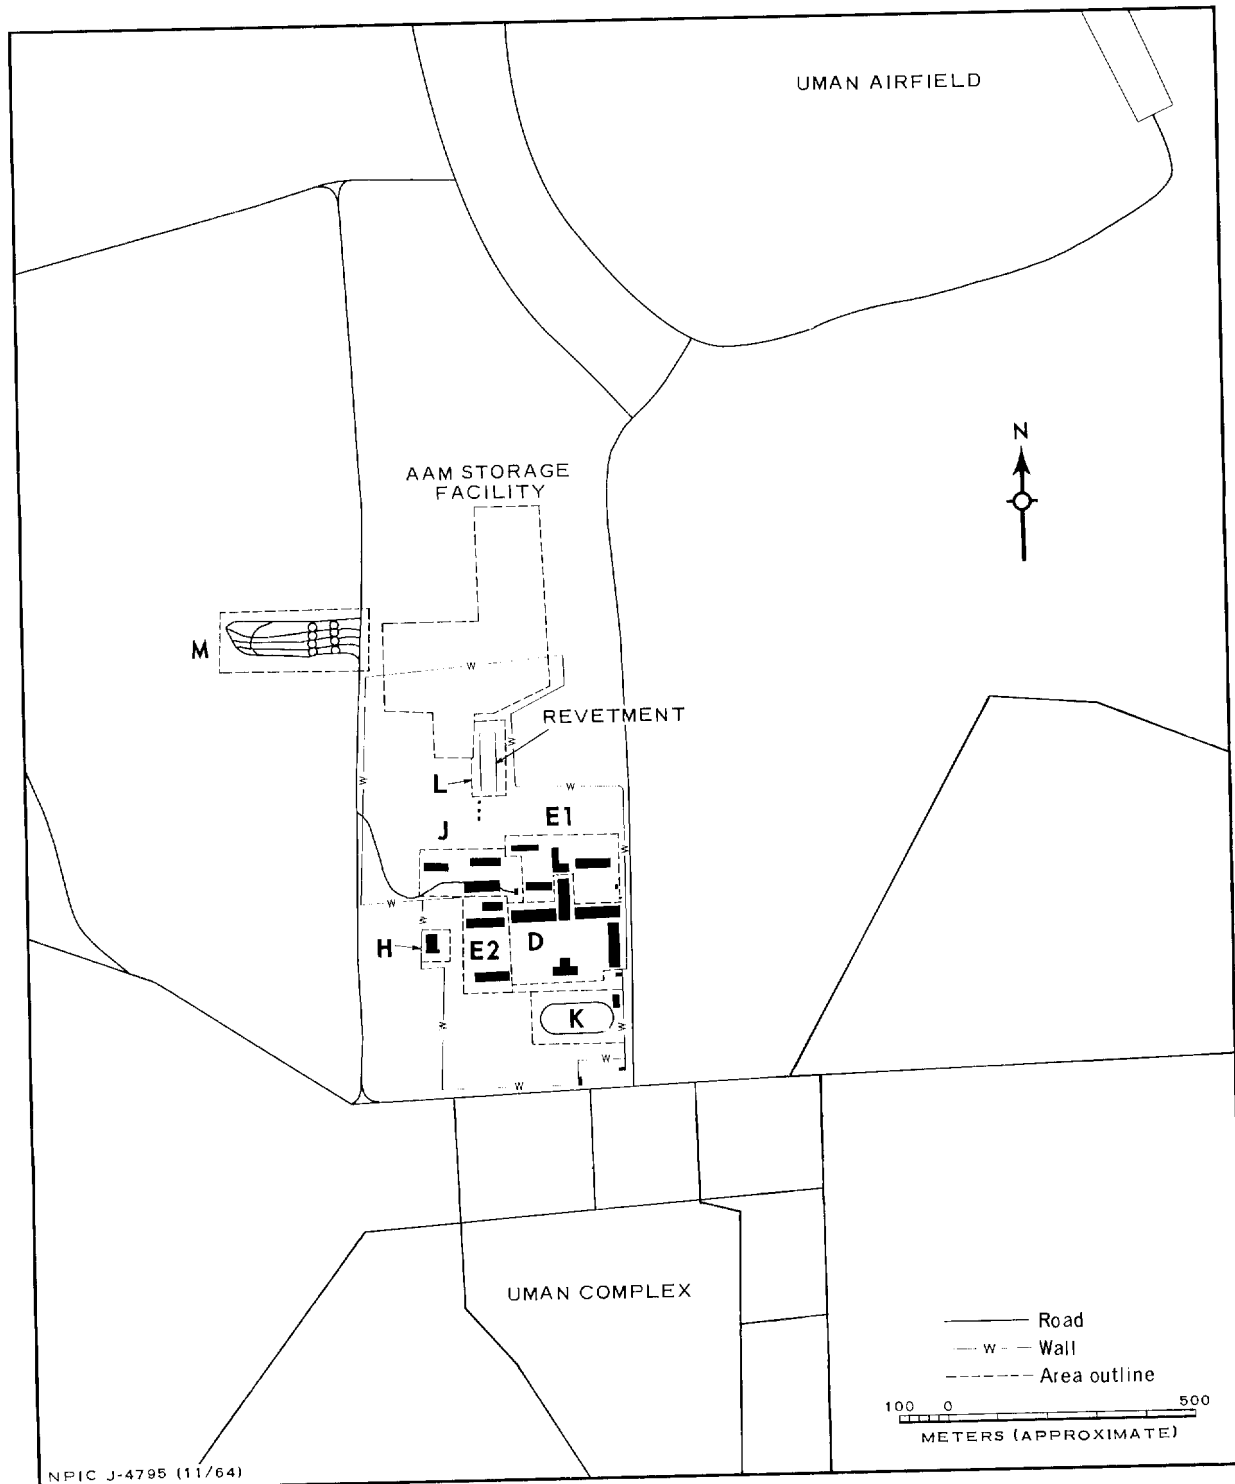 UMAN AIRFIELD
N
AAM STORAGE
FACILITY
M
W
REVETMENT
W
W
L
W
E1
J
W
W
W
H
E2
D
K
W
W
W
W
UMAN COMPLEX
Road
W Wall
Area outline
100 0 500
METERS (APPROXIMATE)
NPIC J-4795 (11/64)